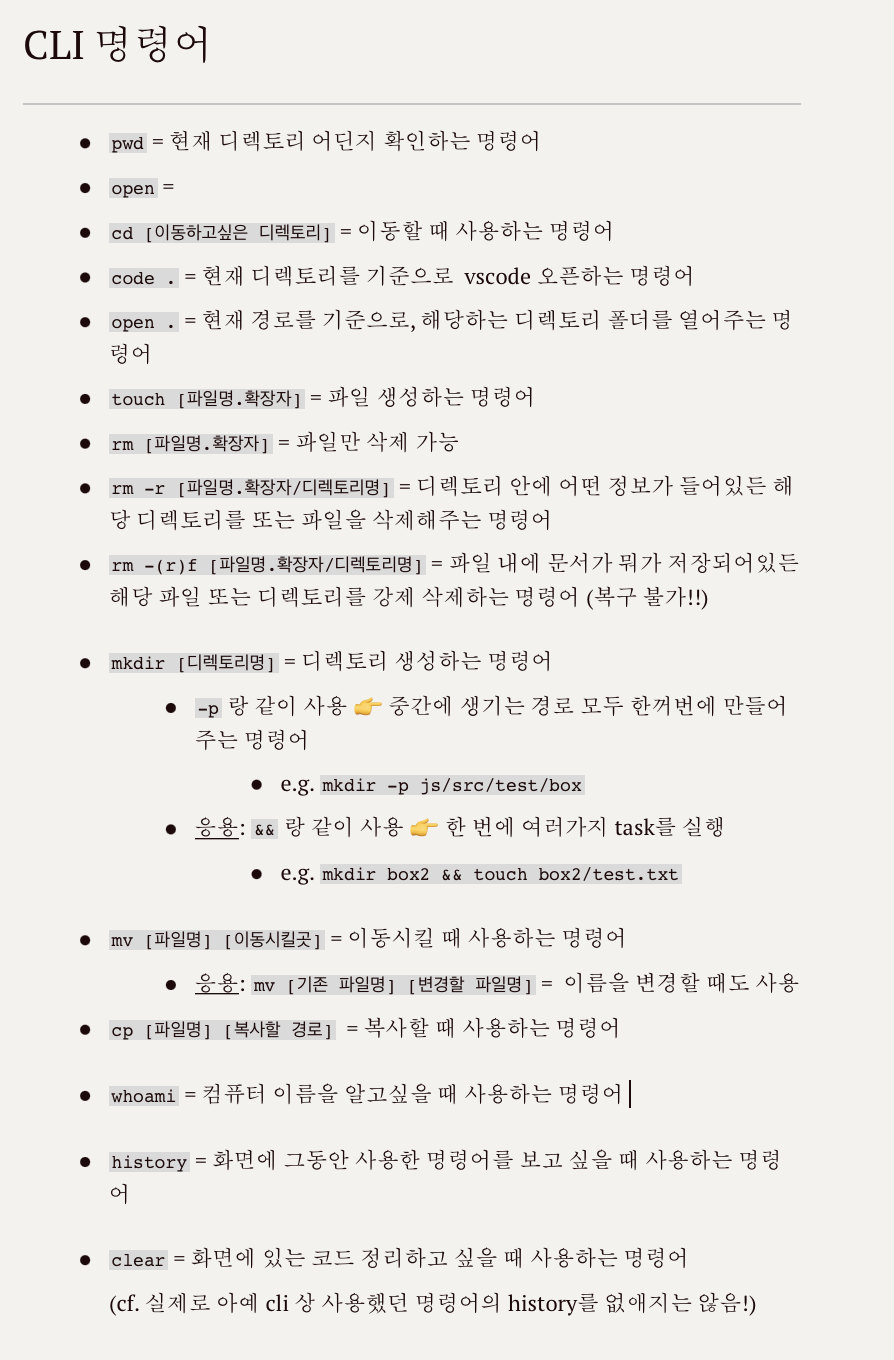 CLI 명령어
pwd = 현재 디렉토리 어딘지 확인하는 명령어
open =
cd [이동하고싶은 디렉토리] = 이동할 때 사용하는 명령어
code . = 현재 디렉토리를 기준으로 vscode 오픈하는 명령어
open . = 현재 경로를 기준으로, 해당하는 디렉토리 폴더를 열어주는 명
령어
touch [파일명.확장자] = 파일 생성하는 명령어
rm [파일명.확장자] = 파일만 삭제 가능
rm -r [파일명.확장자/디렉토리명] = 디렉토리 안에 어떤 정보가 들어있든 해
당 디렉토리를 또는 파일을 삭제해주는 명령어
rm -(r)f [파일명.확장자/디렉토리명] = 파일 내에 문서가 뭐가 저장되어있든
해당 파일 또는 디렉토리를 강제 삭제하는 명령어 (복구 불가!!)
mkdir [디렉토리명] = 디렉토리 생성하는 명령어
-p 랑 같이 사용 👉 중간에 생기는 경로 모두 한꺼번에 만들어
주는 명령어
e.g. mkdir -p js/src/test/box
응용: && 랑 같이 사용 👉 한 번에 여러가지 task를 실행
e.g. mkdir box2 && touch box2/test.txt
mv [파일명] [이동시킬곳] = 이동시킬 때 사용하는 명령어
응용: mv [기존 파일명] [변경할 파일명] = 이름을 변경할 때도 사용
cp [파일명] [복사할 경로] = 복사할 때 사용하는 명령어
whoami = 컴퓨터 이름을 알고싶을 때 사용하는 명령어
history = 화면에 그동안 사용한 명령어를 보고 싶을 때 사용하는 명령
어
clear = 화면에 있는 코드 정리하고 싶을 때 사용하는 명령어
(cf. 실제로 아예 cli 상 사용했던 명령어의 history를 없애지는 않음!)